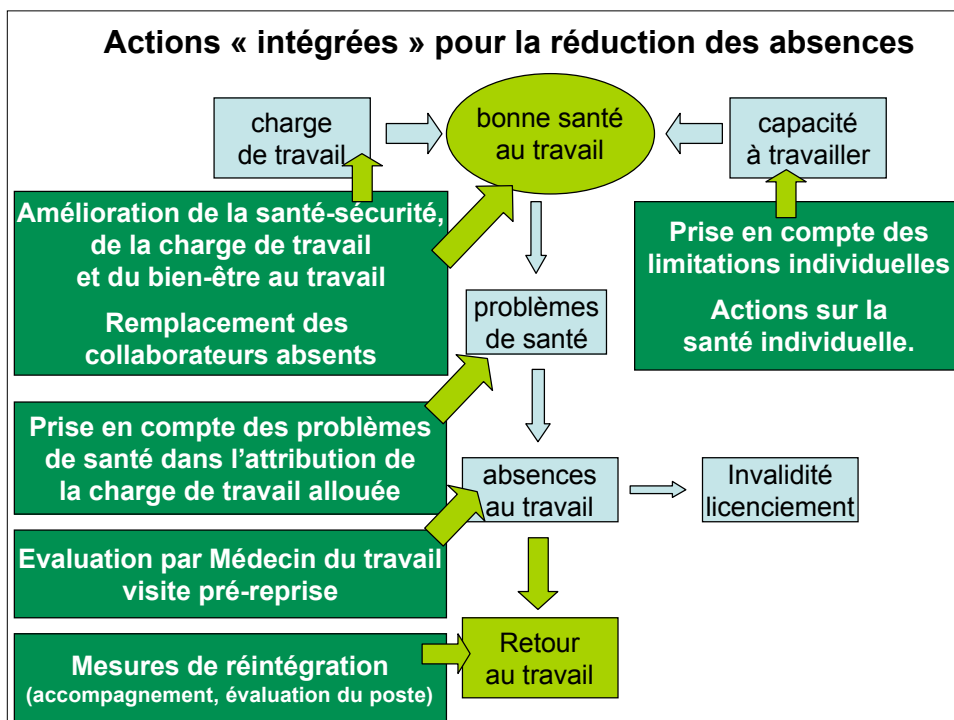 Actions « intégrées » pour la réduction des absences
charge
de travail
bonne santé
au travail
capacité
à travailler
Amélioration de la santé-sécurité,
de la charge de travail
et du bien-être au travail
Remplacement des
collaborateurs absents
Prise en compte des
limitations individuelles
Actions sur la
santé individuelle.
problèmes
de santé
Prise en compte des problèmes
de santé dans l’attribution de
la charge de travail allouée
absences
au travail
Invalidité
licenciement
Evaluation par Médecin du travail
visite pré-reprise
Mesures de réintégration
(accompagnement, évaluation du poste)
Retour
au travail